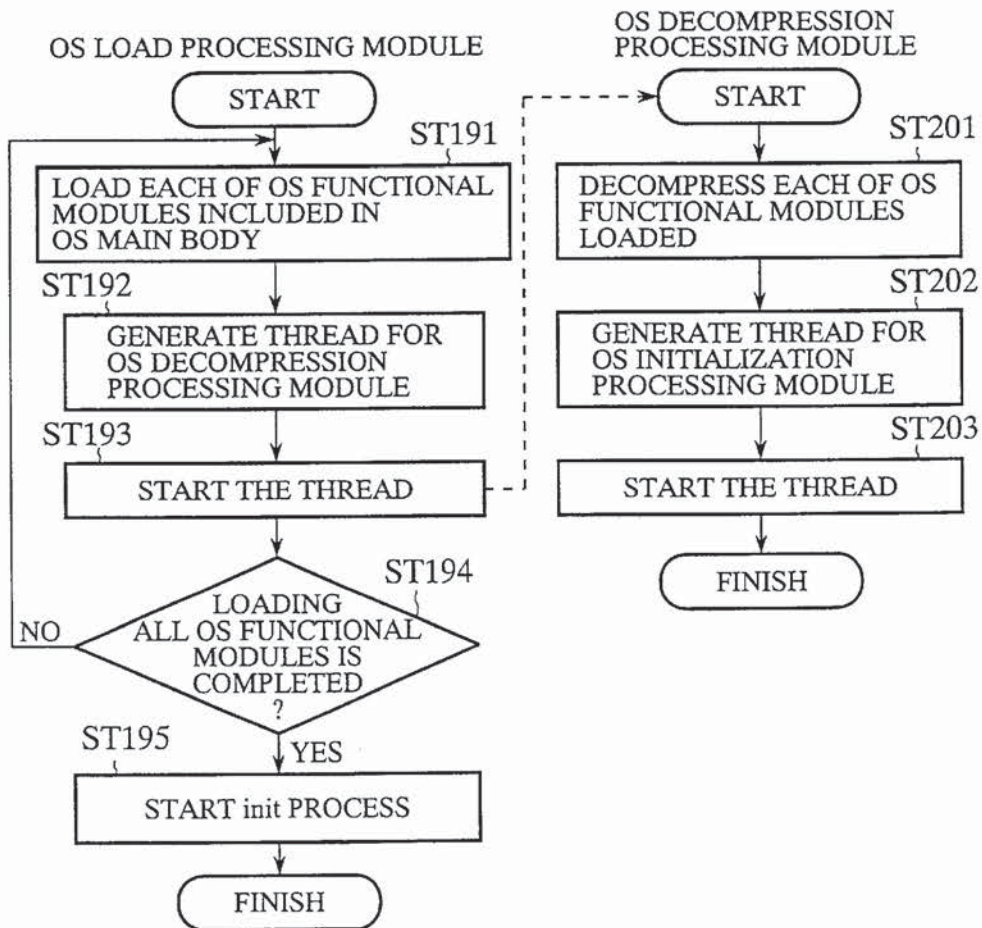 OS LOAD PROCESSING MODULE
START
ST191
LOAD EACH OF OS FUNCTIONAL
MODULES INCLUDED IN
OS MAIN BODY
ST192
GENERATE THREAD FOR
OS DECOMPRESSION
PROCESSING MODULE
ST193
START THE THREAD
ST194
LOADING
ALL OS FUNCTIONAL
MODULES IS
COMPLETED
?
NO
YES
ST195
START init PROCESS
FINISH
OS DECOMPRESSION
PROCESSING MODULE
START
ST201
DECOMPRESS EACH OF OS
FUNCTIONAL MODULES
LOADED
ST202
GENERATE THREAD FOR
OS INITIALIZATION
PROCESSING MODULE
ST203
START THE THREAD
FINISH